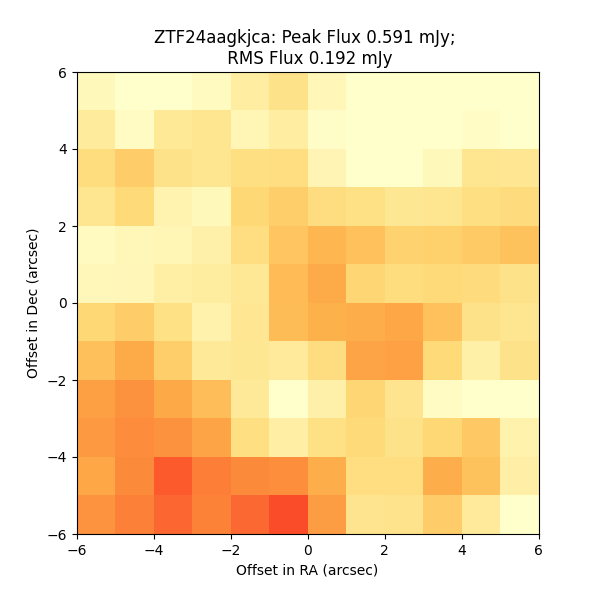 ZTF24aagkjca: Peak Flux 0.591 mJy;
RMS Flux 0.192 mJy
6
4
2
0
−2
−4
−6
Offset in Dec (arcsec)
−6 −4 −2 0 2 4 6
Offset in RA (arcsec)